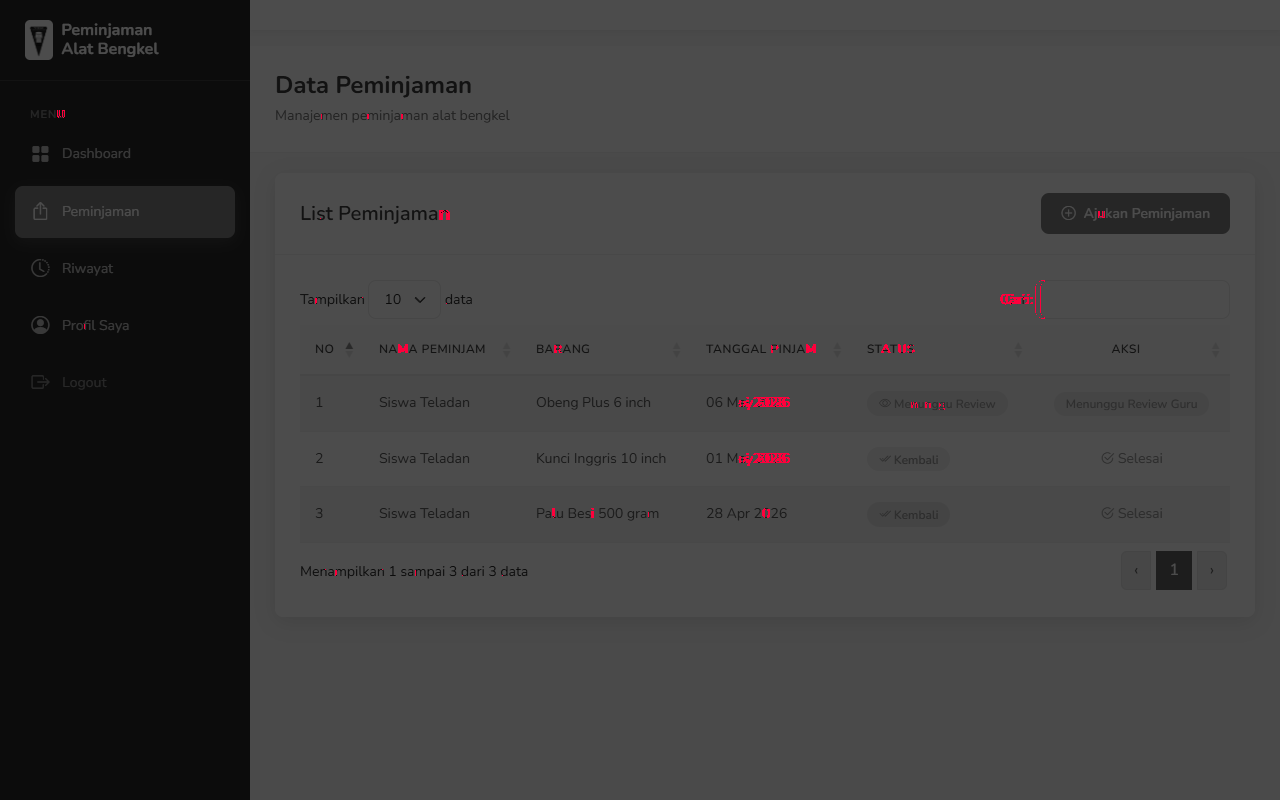 Peminjaman
Alat Bengkel
MENU
Dashboard
Peminjaman
Riwayat
Profil Saya
Logout
Data Peminjaman
Manajemen peminjaman alat bengkel
List Peminjaman
Ajukan Peminjaman
Tampilkan 10 data
NO NAMA PEMINJAM BARANG TANGGAL PINJAM STATUS AKSI
1 Siswa Teladan Obeng Plus 6 inch 06 Menunggu Review Menunggu Review Guru
2 Siswa Teladan Kunci Inggris 10 inch 01 Kembali Selesai
3 Siswa Teladan Palu Besi 500 gram 28 Apr 2026 Kembali Selesai
Menampilkan 1 sampai 3 dari 3 data
‹ 1 ›